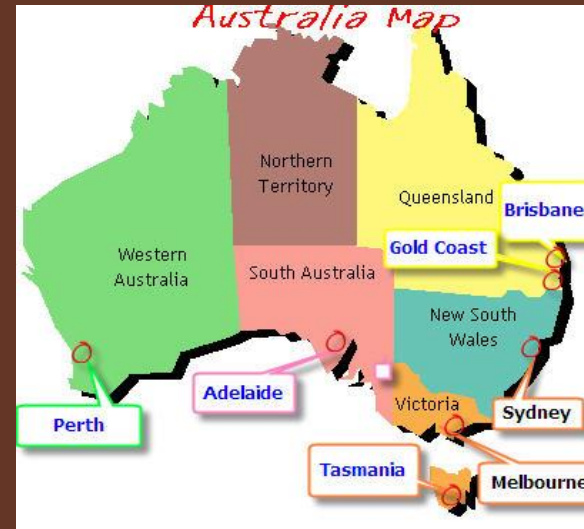 Australia Map
Northern
Territory
Queensland
Brisbane
Gold Coast
Western
Australia
South Australia
New South
Wales
Adelaide
Victoria
Sydney
Perth
Tasmania
Melbourne